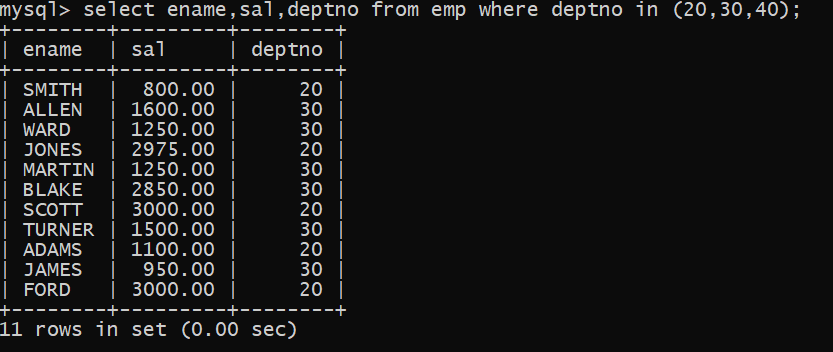 mysql> select ename,sal,deptno from emp where deptno in (20,30,40);
+--------+---------+--------+
| ename  | sal     | deptno |
+--------+---------+--------+
| SMITH  |  800.00 |     20 |
| ALLEN  | 1600.00 |     30 |
| WARD   | 1250.00 |     30 |
| JONES  | 2975.00 |     20 |
| MARTIN | 1250.00 |     30 |
| BLAKE  | 2850.00 |     30 |
| SCOTT  | 3000.00 |     20 |
| TURNER | 1500.00 |     30 |
| ADAMS  | 1100.00 |     20 |
| JAMES  |  950.00 |     30 |
| FORD   | 3000.00 |     20 |
+--------+---------+--------+
11 rows in set (0.00 sec)